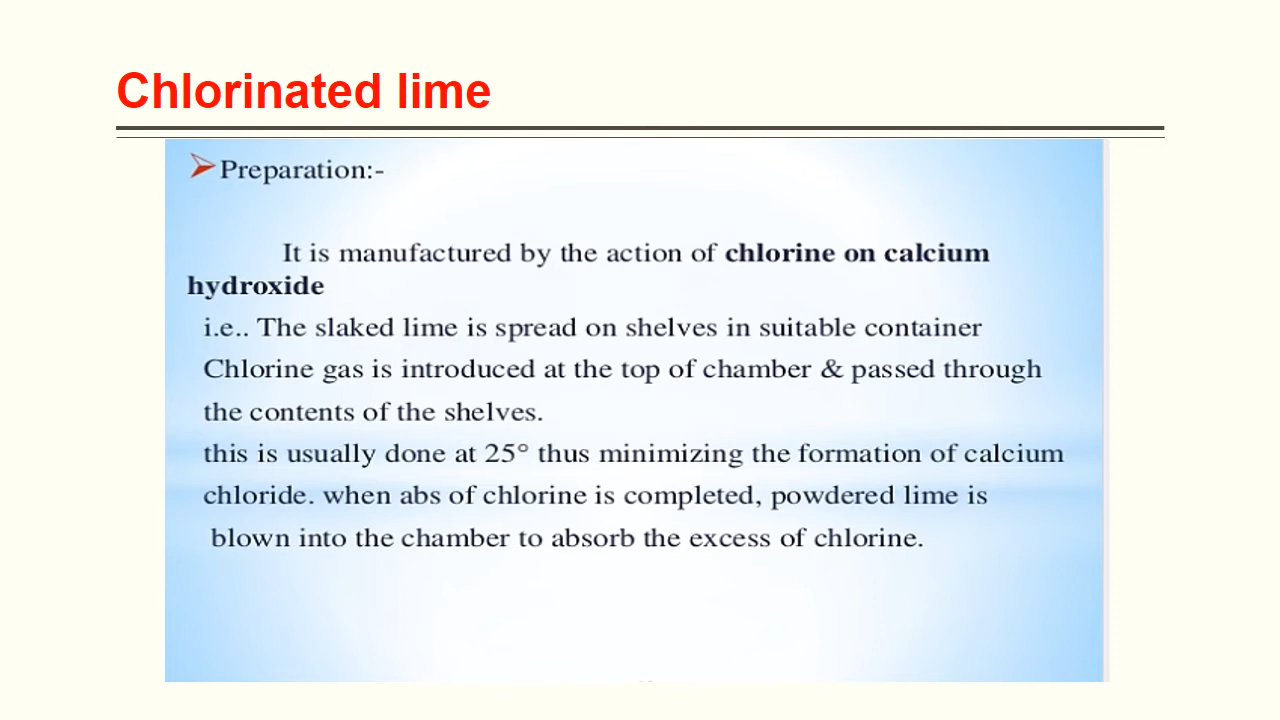 Chlorinated lime
Preparation:-
It is manufactured by the action of chlorine on calcium
hydroxide
i.e.. The slaked lime is spread on shelves in suitable container
Chlorine gas is introduced at the top of chamber & passed through
the contents of the shelves.
this is usually done at 25° thus minimizing the formation of calcium
chloride. when abs of chlorine is completed, powdered lime is
blown into the chamber to absorb the excess of chlorine.